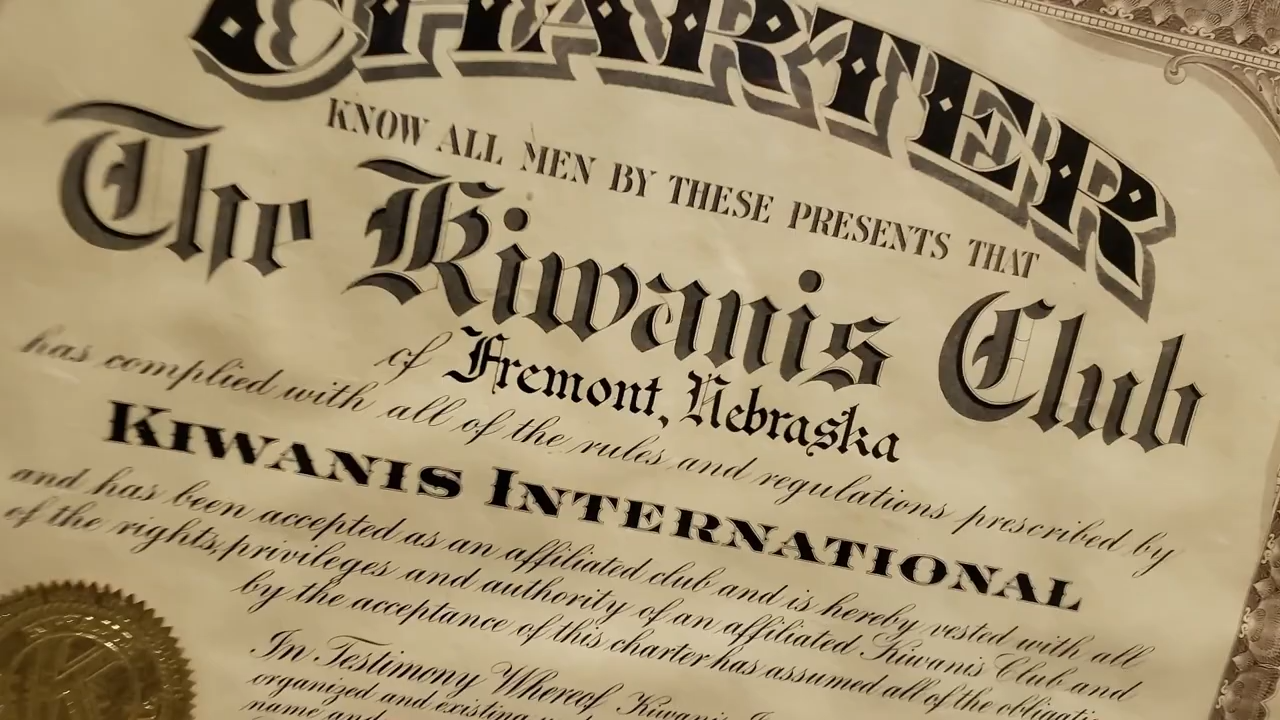 CHARTER
KNOW ALL MEN BY THESE PRESENTS THAT
The Kiwanis Club
of Fremont, Nebraska
has complied with all of the rules and regulations prescribed by
KIWANIS INTERNATIONAL
and has been accepted as an affiliated club and is hereby vested with all
of the rights, privileges and authority of an affiliated Kiwanis Club and
by the acceptance of this charter has assumed all of the
In Testimony Whereof, Kiwanis
organized and existing
name and